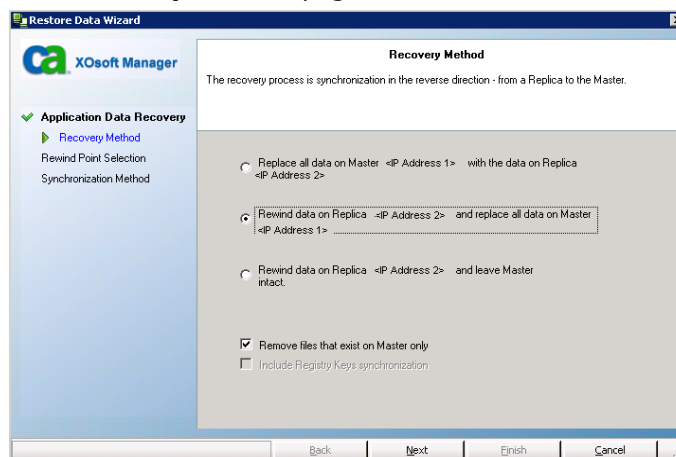 Restore Data Wizard
ca XOsoft Manager
Recovery Method
The recovery process is synchronization in the reverse direction - from a Replica to the Master.
Application Data Recovery
Recovery Method
Rewind Point Selection
Synchronization Method
Replace all data on Master <IP Address 1> with the data on Replica
<IP Address 2>
Rewind data on Replica <IP Address 2> and replace all data on Master
<IP Address 1>
Rewind data on Replica <IP Address 2> and leave Master
intact.
Remove files that exist on Master only
Include Registry Keys synchronization
Back Next Finish Cancel